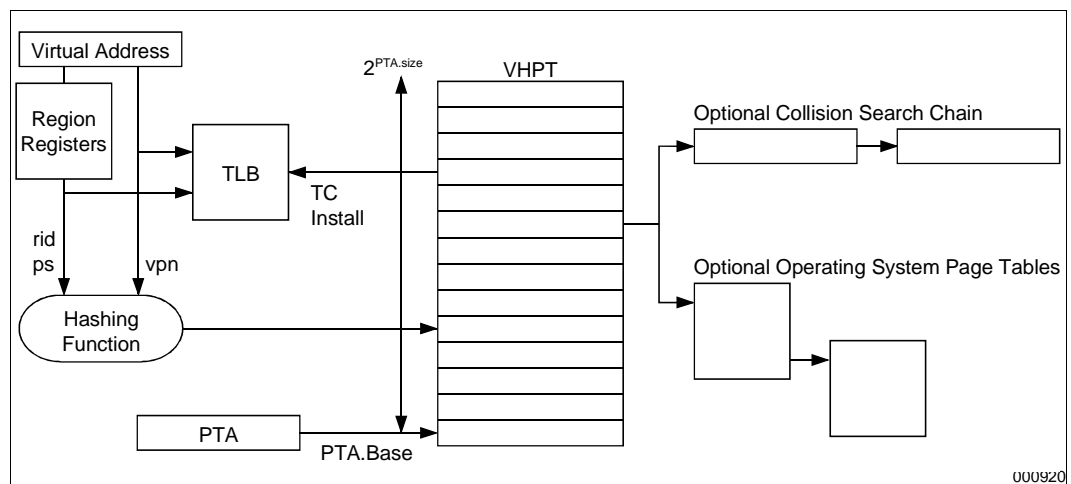 Virtual Address
Region
Registers
rid
ps
vpn
Hashing
Function
TLB
TC
Install
2^PTA.size
VHPT
PTA
PTA.Base
Optional Collision Search Chain
Optional Operating System Page Tables
000920